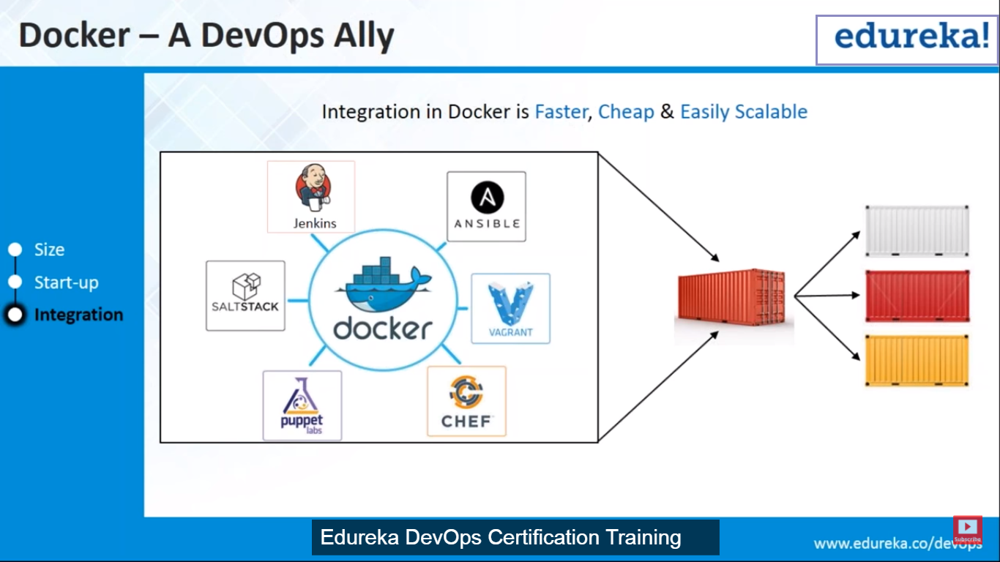 Docker – A DevOps Ally
edureka!
Integration in Docker is Faster, Cheap & Easily Scalable
Jenkins
ANSIBLE
SALTSTACK
docker
VAGRANT
puppet
labs
CHEF™
Size
Start-up
Integration
Edureka DevOps Certification Training
www.edureka.co/devops
Subscribe